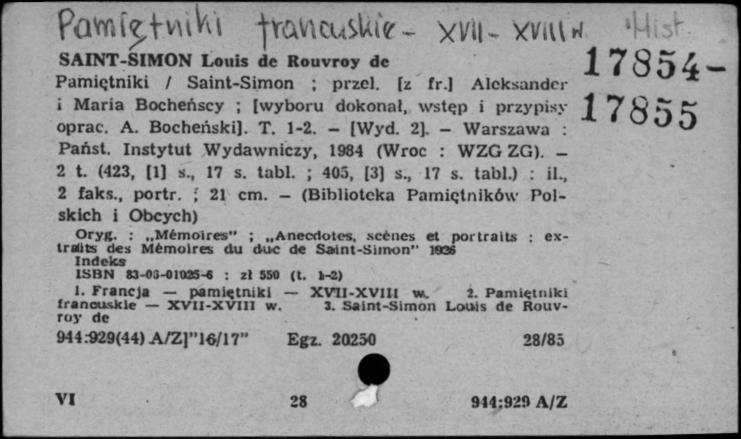 Pamiętniki francuskie - XVII - XVIII w. Hist
SAINT-SIMON Louis de Rouvroy de
17854-
17855
Pamiętniki / Saint-Simon ; przeł. [z fr.] Aleksander
i Maria Bocheńscy ; [wyboru dokonał, wstęp i przypisy
oprac. A. Bocheński]. T. 1-2. — [Wyd. 2]. — Warszawa :
Państ. Instytut Wydawniczy, 1984 (Wroc : WZG ZG). —
2 t. (423, [1] s., 17 s. tabl. ; 405, [3] s., 17 s. tabl.) : il.,
2 faks., portr. ; 21 cm. — (Biblioteka Pamiętników Pol-
skich i Obcych)
Oryg. : „Mémoires" ; „Anecdotes, scènes et portraits : ex-
traits des Mémoires du duc de Saint-Simon" 1926
Indeks
ISBN 83-06-01025-6 : zł 550 (t. 1-2)
1. Francja — pamiętniki — XVII-XVIII w. 2. Pamiętniki
francuskie — XVII-XVIII w. 3. Saint-Simon Louis de Rouv-
roy de
944:929(44).A/Z]"16/17" Egz. 20250 28/85
VI 28 944:929 A/Z